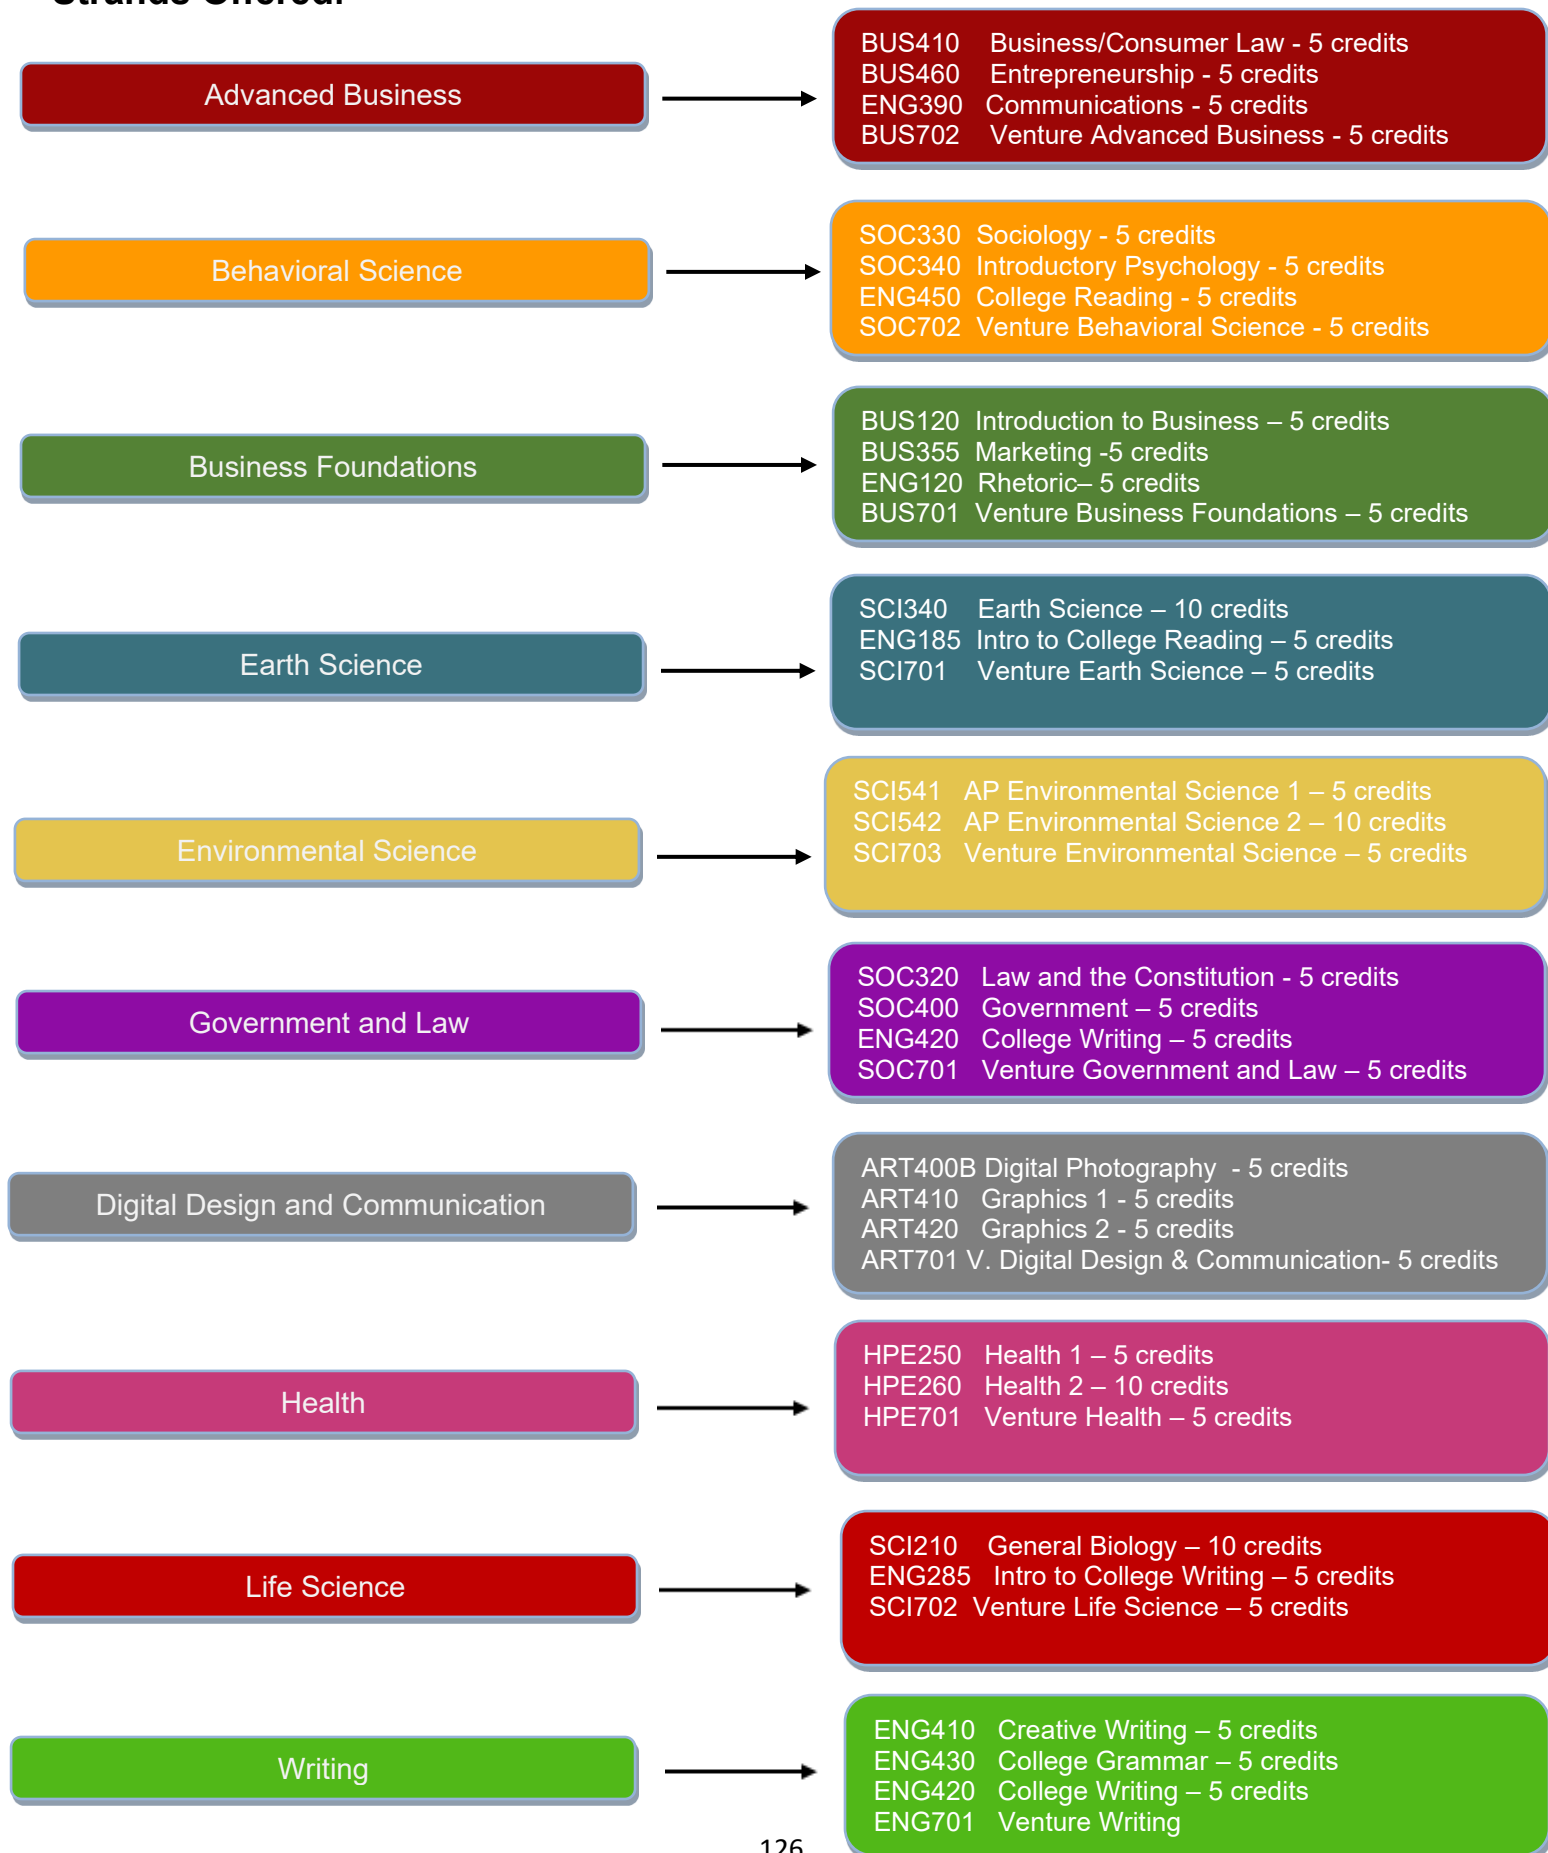 Strands Offered:
Advanced Business
BUS410 Business/Consumer Law - 5 credits
BUS460 Entrepreneurship - 5 credits
ENG390 Communications - 5 credits
BUS702 Venture Advanced Business - 5 credits
Behavioral Science
SOC330 Sociology - 5 credits
SOC340 Introductory Psychology - 5 credits
ENG450 College Reading - 5 credits
SOC702 Venture Behavioral Science - 5 credits
Business Foundations
BUS120 Introduction to Business – 5 credits
BUS355 Marketing -5 credits
ENG120 Rhetoric– 5 credits
BUS701 Venture Business Foundations – 5 credits
Earth Science
SCI340 Earth Science – 10 credits
ENG185 Intro to College Reading – 5 credits
SCI701 Venture Earth Science – 5 credits
Environmental Science
SCI541 AP Environmental Science 1 – 5 credits
SCI542 AP Environmental Science 2 – 10 credits
SCI703 Venture Environmental Science – 5 credits
Government and Law
SOC320 Law and the Constitution - 5 credits
SOC400 Government – 5 credits
ENG420 College Writing – 5 credits
SOC701 Venture Government and Law – 5 credits
Digital Design and Communication
ART400B Digital Photography - 5 credits
ART410 Graphics 1 - 5 credits
ART420 Graphics 2 - 5 credits
ART701 V. Digital Design & Communication- 5 credits
Health
HPE250 Health 1 – 5 credits
HPE260 Health 2 – 10 credits
HPE701 Venture Health – 5 credits
Life Science
SCI210 General Biology – 10 credits
ENG285 Intro to College Writing – 5 credits
SCI702 Venture Life Science – 5 credits
Writing
ENG410 Creative Writing – 5 credits
ENG430 College Grammar – 5 credits
ENG420 College Writing – 5 credits
ENG701 Venture Writing
126